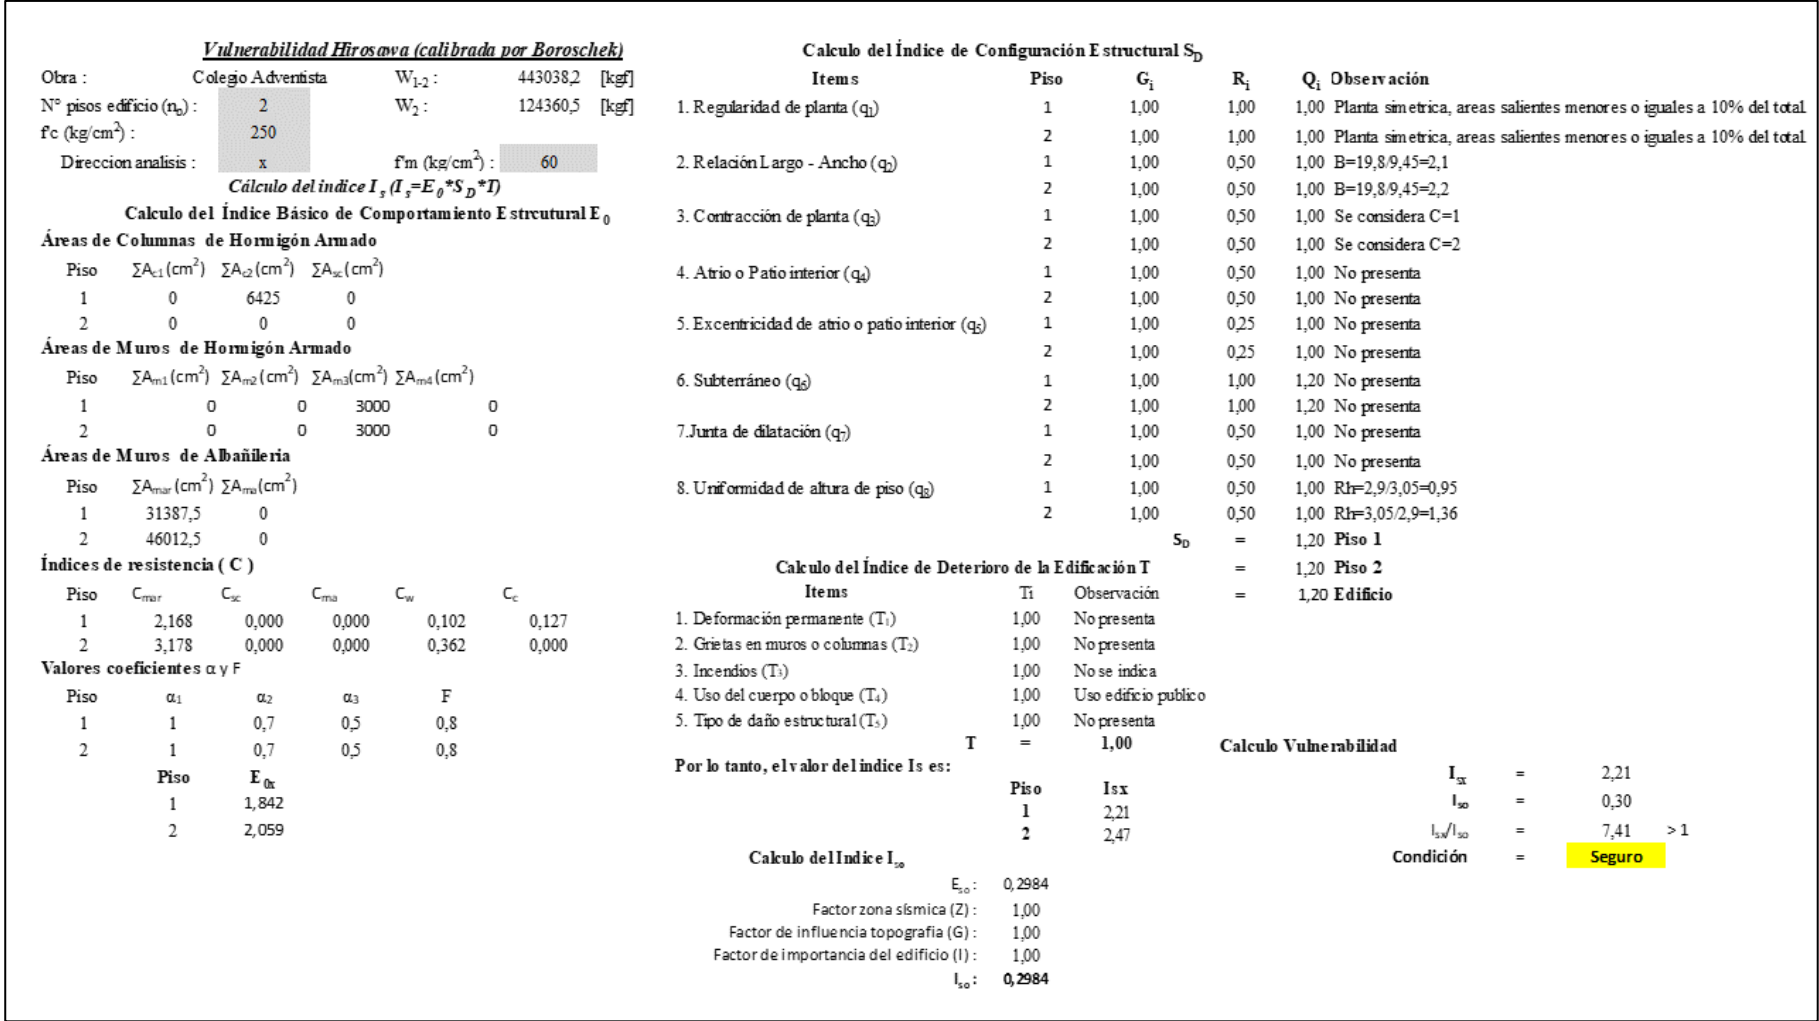 Vulnerabilidad Hirosawa (calibrada por Boroschek)
Obra : Colegio Adventista W1-2 : 443038,2 [kgf]
N° pisos edificio (np) : 2 W2 : 124360,5 [kgf]
f'c (kg/cm2) : 250
Direccion analisis : x f'm (kg/cm2) : 60
Cálculo del indice Is (Is=E0*SD*T)
Calculo del Índice Básico de Comportamiento Estrcutural E0
Áreas de Columnas de Hormigón Armado
Piso ∑Ac1(cm2) ∑Ac2(cm2) ∑Asc(cm2)
1 0 6425 0
2 0 0 0
Áreas de Muros de Hormigón Armado
Piso ∑Am1(cm2) ∑Am2(cm2) ∑Am3(cm2) ∑Am4(cm2)
1 0 0 3000 0
2 0 0 3000 0
Áreas de Muros de Albañileria
Piso ∑Amar(cm2) ∑Ama(cm2)
1 31387,5 0
2 46012,5 0
Índices de resistencia ( C )
Piso Cmar Csc Cma Cw Cc
1 2,168 0,000 0,000 0,102 0,127
2 3,178 0,000 0,000 0,362 0,000
Valores coeficientes α y F
Piso α1 α2 α3 F
1 1 0,7 0,5 0,8
2 1 0,7 0,5 0,8
Piso E0x
1 1,842
2 2,059
Calculo del Índice de Configuración Estructural SD
Items Piso Gi Ri Qi Observación
1. Regularidad de planta (q1) 1 1,00 1,00 1,00 Planta simetrica, areas salientes menores o iguales a 10% del total
2 1,00 1,00 1,00 Planta simetrica, areas salientes menores o iguales a 10% del total
2. Relación Largo - Ancho (q2) 1 1,00 0,50 1,00 B=19,8/9,45=2,1
2 1,00 0,50 1,00 B=19,8/9,45=2,2
3. Contracción de planta (q3) 1 1,00 0,50 1,00 Se considera C=1
2 1,00 0,50 1,00 Se considera C=2
4. Atrio o Patio interior (q4) 1 1,00 0,50 1,00 No presenta
2 1,00 0,50 1,00 No presenta
5. Excentricidad de atrio o patio interior (q5) 1 1,00 0,25 1,00 No presenta
2 1,00 0,25 1,00 No presenta
6. Subterráneo (q6) 1 1,00 1,00 1,20 No presenta
2 1,00 1,00 1,20 No presenta
7.Junta de dilatación (q7) 1 1,00 0,50 1,00 No presenta
2 1,00 0,50 1,00 No presenta
8. Uniformidad de altura de piso (q8) 1 1,00 0,50 1,00 Rh=2,9/3,05=0,95
2 1,00 0,50 1,00 Rh=3,05/2,9=1,36
SD = 1,20 Piso 1
= 1,20 Piso 2
= 1,20 Edificio
Calculo del Índice de Deterioro de la Edificación T
Items Ti Observación
1. Deformación permanente (T1) 1,00 No presenta
2. Grietas en muros o columnas (T2) 1,00 No presenta
3. Incendios (T3) 1,00 No se indica
4. Uso del cuerpo o bloque (T4) 1,00 Uso edificio publico
5. Tipo de daño estructural (T5) 1,00 No presenta
T = 1,00
Por lo tanto, el valor del indice Is es:
Piso Isx
1 2,21
2 2,47
Calculo del Indice Iso
Eso : 0,2984
Factor zona sísmica (Z) : 1,00
Factor de influencia topografia (G) : 1,00
Factor de importancia del edificio (I) : 1,00
Iso : 0,2984
Calculo Vulnerabilidad
Isx = 2,21
Iso = 0,30
Isx/Iso = 7,41 > 1
Condición = Seguro